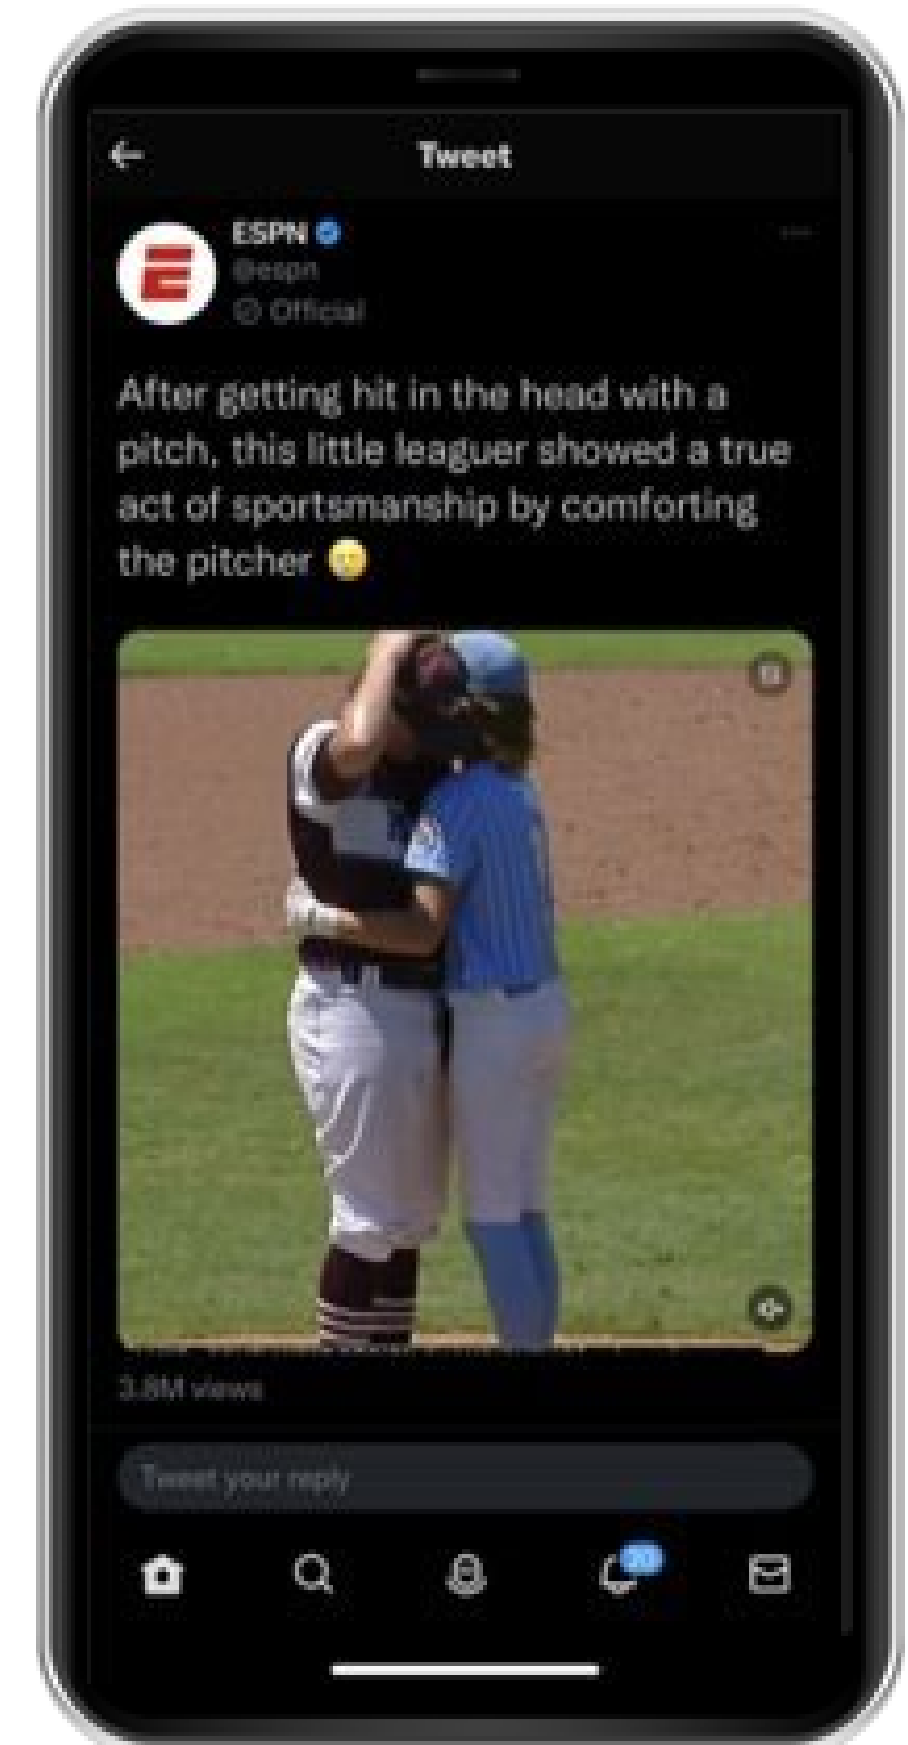 Tweet
ESPN
@espn
Official
After getting hit in the head with a
pitch, this little leaguer showed a true
act of sportsmanship by comforting
the pitcher
3.8M views
Tweet your reply
20